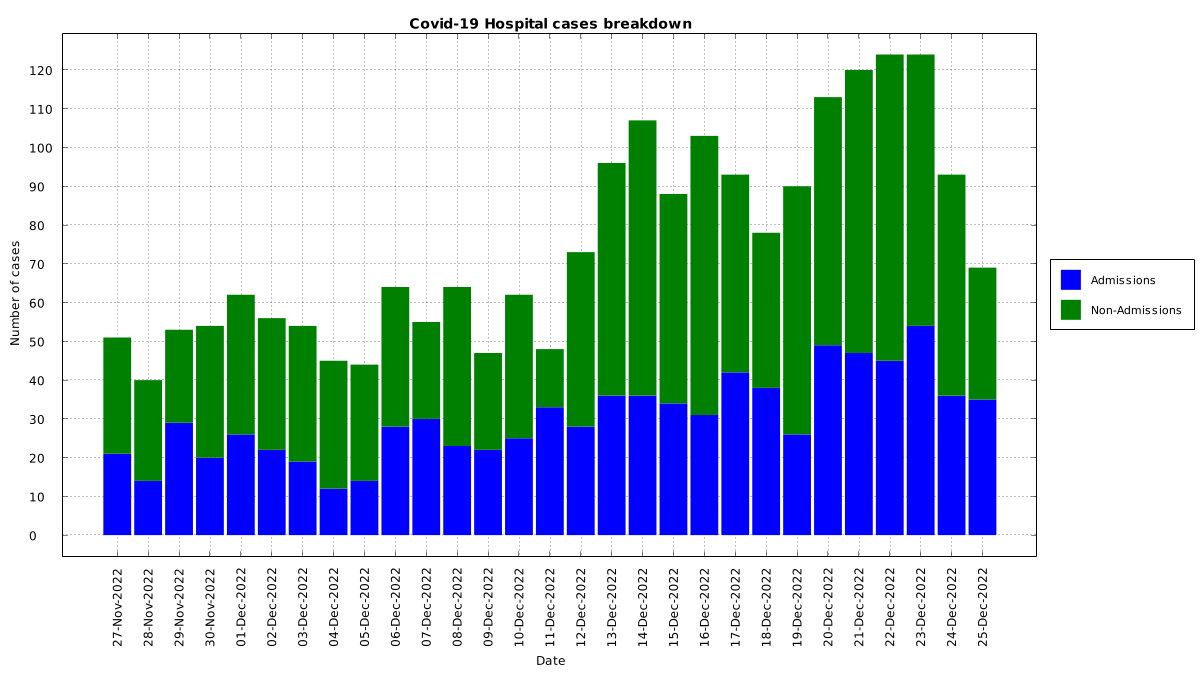 Covid-19 Hospital cases breakdown
120
110
100
90
80
70
60
50
40
30
20
10
0
Number of cases
27-Nov-2022
28-Nov-2022
29-Nov-2022
30-Nov-2022
01-Dec-2022
02-Dec-2022
03-Dec-2022
04-Dec-2022
05-Dec-2022
06-Dec-2022
07-Dec-2022
08-Dec-2022
09-Dec-2022
10-Dec-2022
11-Dec-2022
12-Dec-2022
13-Dec-2022
14-Dec-2022
15-Dec-2022
16-Dec-2022
17-Dec-2022
18-Dec-2022
19-Dec-2022
20-Dec-2022
21-Dec-2022
22-Dec-2022
23-Dec-2022
24-Dec-2022
25-Dec-2022
Date
Admissions
Non-Admissions